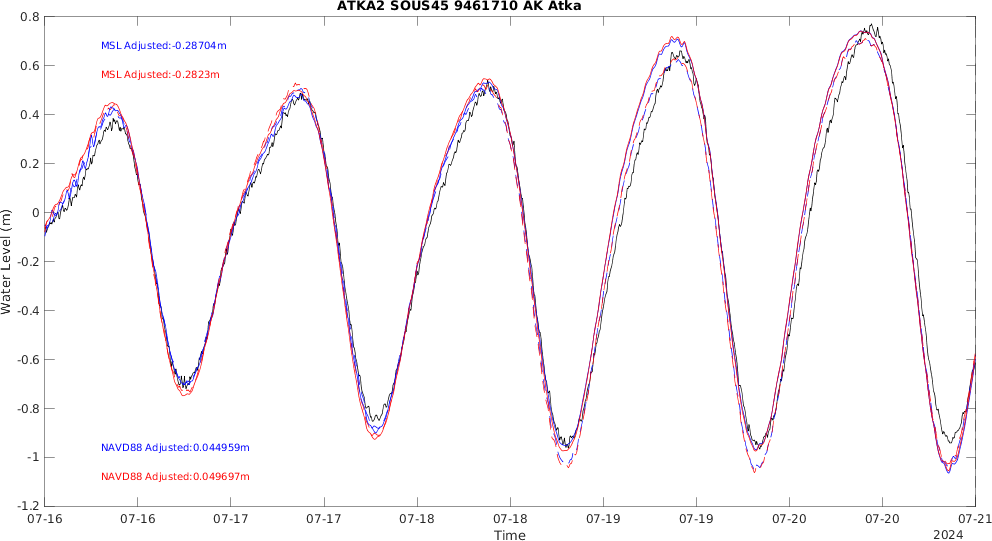 ATKA2 SOUS45 9461710 AK Atka
MSL Adjusted:-0.28704m
MSL Adjusted:-0.2823m
NAVD88 Adjusted:0.044959m
NAVD88 Adjusted:0.049697m
Water Level (m)
0.8
0.6
0.4
0.2
0
-0.2
-0.4
-0.6
-0.8
-1
-1.2
07-16 07-16 07-17 07-17 07-18 07-18 07-19 07-19 07-20 07-20 07-21
Time
2024